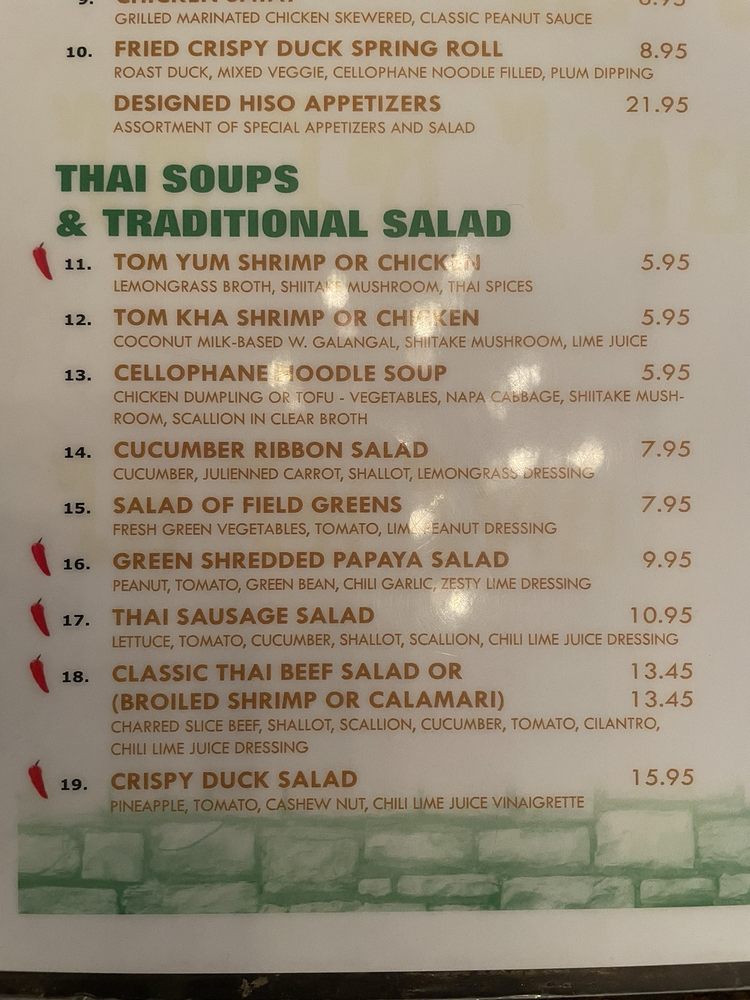 9. CHICKEN SATAY 8.95
GRILLED MARINATED CHICKEN SKEWERED, CLASSIC PEANUT SAUCE
10. FRIED CRISPY DUCK SPRING ROLL 8.95
ROAST DUCK, MIXED VEGGIE, CELLOPHANE NOODLE FILLED, PLUM DIPPING
DESIGNED HISO APPETIZERS 21.95
ASSORTMENT OF SPECIAL APPETIZERS AND SALAD
THAI SOUPS
& TRADITIONAL SALAD
11. TOM YUM SHRIMP OR CHICKEN 5.95
LEMONGRASS BROTH, SHIITAKE MUSHROOM, THAI SPICES
12. TOM KHA SHRIMP OR CHICKEN 5.95
COCONUT MILK-BASED W. GALANGAL, SHIITAKE MUSHROOM, LIME JUICE
13. CELLOPHANE NOODLE SOUP 5.95
CHICKEN DUMPLING OR TOFU - VEGETABLES, NAPA CABBAGE, SHIITAKE MUSH-
ROOM, SCALLION IN CLEAR BROTH
14. CUCUMBER RIBBON SALAD 7.95
CUCUMBER, JULIENNED CARROT, SHALLOT, LEMONGRASS DRESSING
15. SALAD OF FIELD GREENS 7.95
FRESH GREEN VEGETABLES, TOMATO, LIME PEANUT DRESSING
16. GREEN SHREDDED PAPAYA SALAD 9.95
PEANUT, TOMATO, GREEN BEAN, CHILI GARLIC, ZESTY LIME DRESSING
17. THAI SAUSAGE SALAD 10.95
LETTUCE, TOMATO, CUCUMBER, SHALLOT, SCALLION, CHILI LIME JUICE DRESSING
18. CLASSIC THAI BEEF SALAD OR 13.45
(BROILED SHRIMP OR CALAMARI) 13.45
CHARRED SLICE BEEF, SHALLOT, SCALLION, CUCUMBER, TOMATO, CILANTRO,
CHILI LIME JUICE DRESSING
19. CRISPY DUCK SALAD 15.95
PINEAPPLE, TOMATO, CASHEW NUT, CHILI LIME JUICE VINAIGRETTE